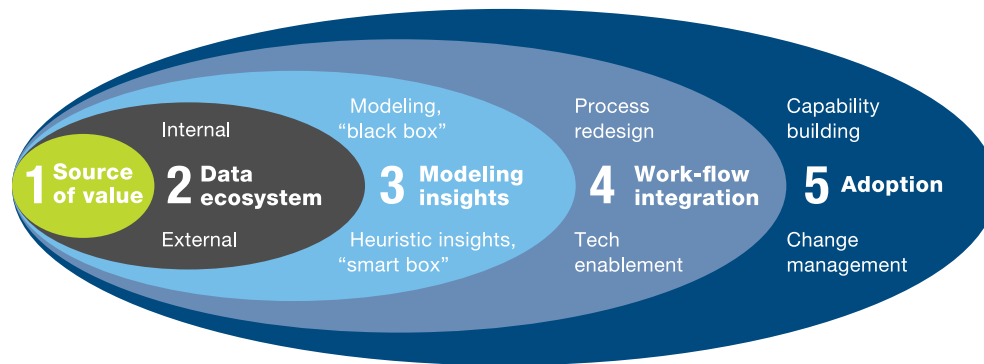 1 Source
of value
Internal
2 Data
ecosystem
External
Modeling,
“black box”
3 Modeling
insights
Heuristic insights,
“smart box”
Process
redesign
4 Work-flow
integration
Tech
enablement
Capability
building
5 Adoption
Change
management